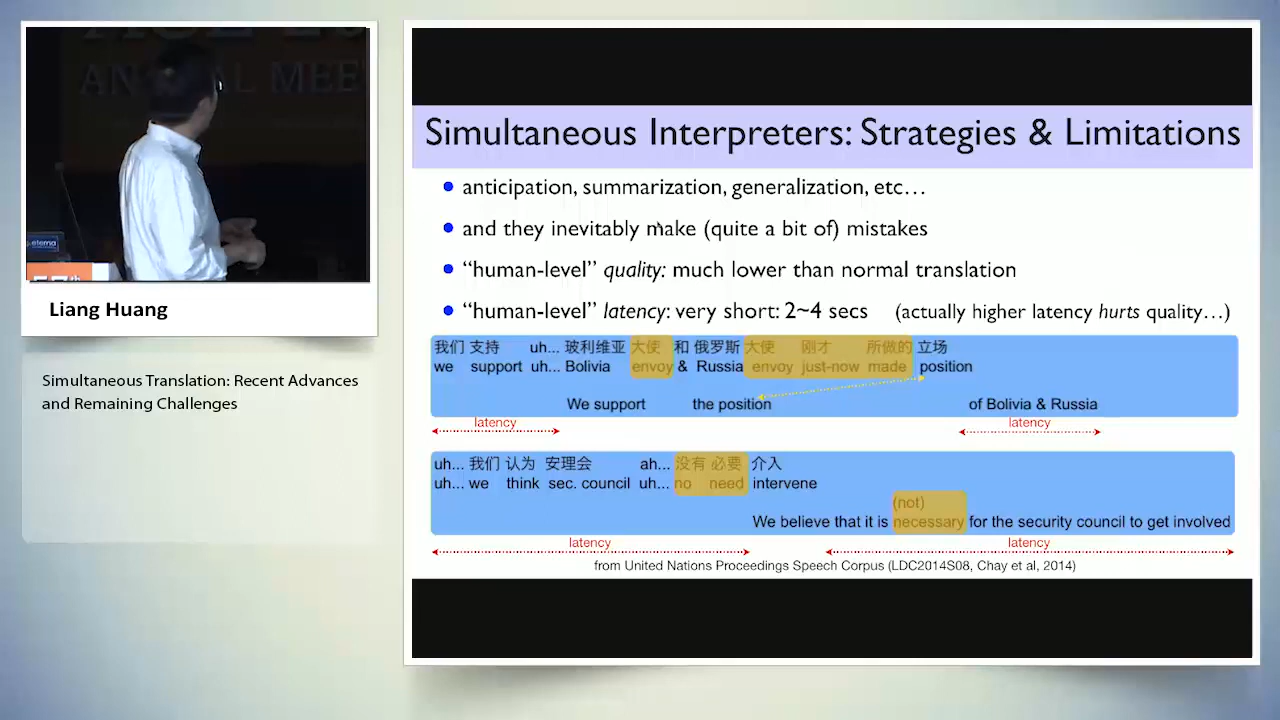 ANNUAL MEE
etema
Liang Huang
Simultaneous Translation: Recent Advances
and Remaining Challenges
Simultaneous Interpreters: Strategies & Limitations
• anticipation, summarization, generalization, etc…
• and they inevitably make (quite a bit of) mistakes
• “human-level” quality: much lower than normal translation
• “human-level” latency: very short: 2~4 secs (actually higher latency hurts quality…)
我们 支持 uh... 玻利维亚 大使 和 俄罗斯 大使 刚才 所做的 立场
we support uh... Bolivia envoy & Russia envoy just-now made position
We support the position of Bolivia & Russia
latency latency
uh... 我们 认为 安理会 ah... 没有 必要 介入
uh... we think sec. council uh... no need intervene
(not)
We believe that it is necessary for the security council to get involved
latency latency
from United Nations Proceedings Speech Corpus (LDC2014S08, Chay et al, 2014)